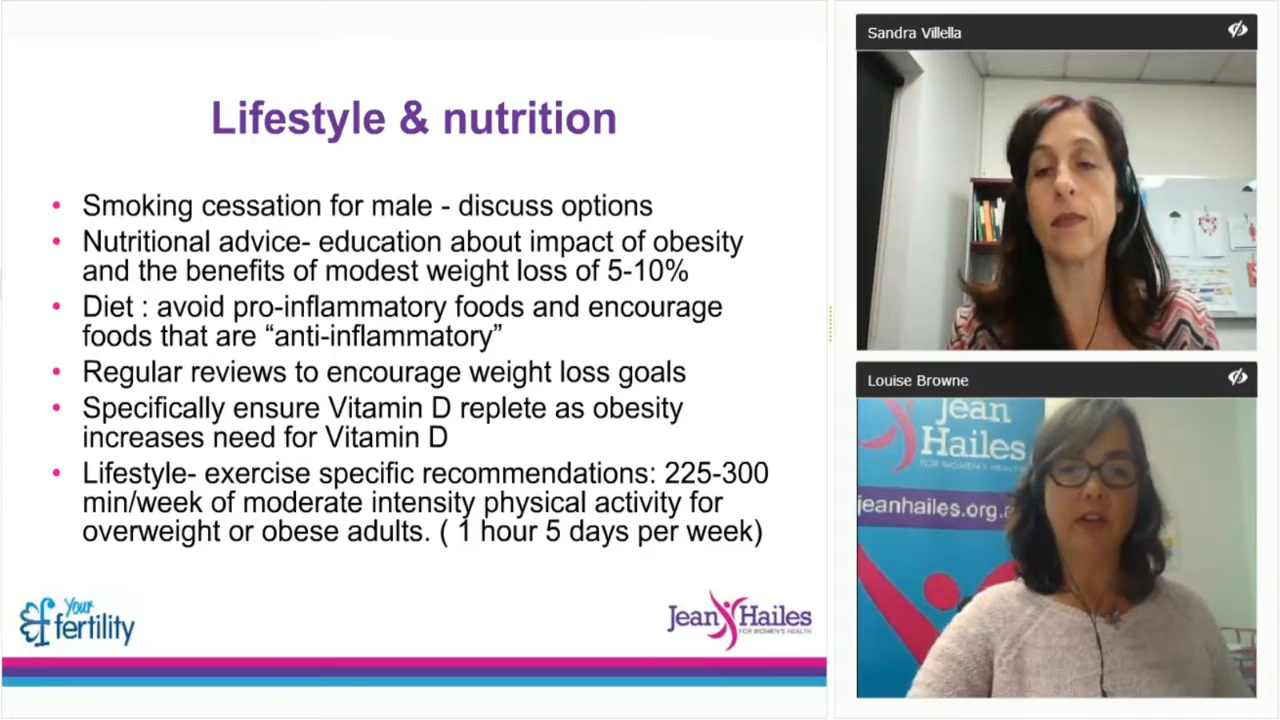 Lifestyle & nutrition
• Smoking cessation for male - discuss options
• Nutritional advice- education about impact of obesity
and the benefits of modest weight loss of 5-10%
• Diet : avoid pro-inflammatory foods and encourage
foods that are “anti-inflammatory”
• Regular reviews to encourage weight loss goals
• Specifically ensure Vitamin D replete as obesity
increases need for Vitamin D
• Lifestyle- exercise specific recommendations: 225-300
min/week of moderate intensity physical activity for
overweight or obese adults. ( 1 hour 5 days per week)
Your
fertility
Jean Hailes
FOR WOMEN'S HEALTH
Sandra Villella
Louise Browne
Jean
Hailes
FOR WOMEN'S HEALTH
jeanhailes.org.a